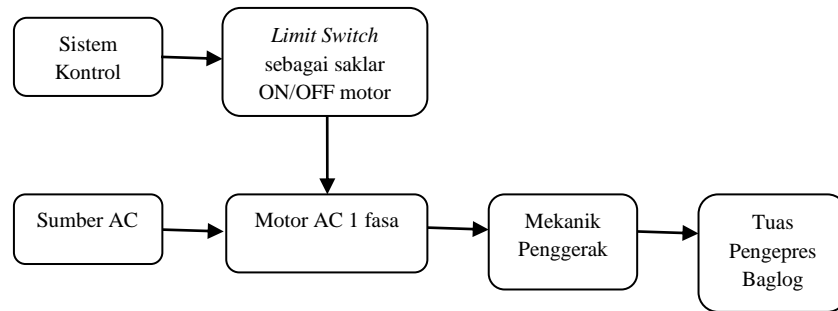 Sistem
Kontrol
Limit Switch
sebagai saklar
ON/OFF motor
Sumber AC
Motor AC 1 fasa
Mekanik
Penggerak
Tuas
Pengepres
Baglog